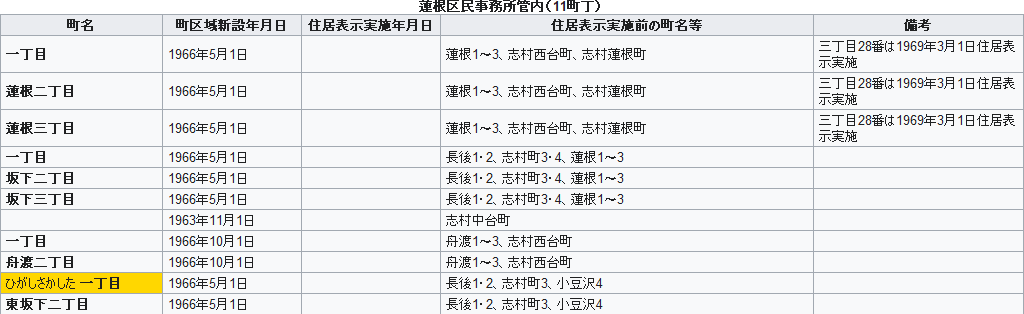 蓮根区民事務所管内（11町丁）
町名 町区域新設年月日 住居表示実施年月日 住居表示実施前の町名等 備考
一丁目 1966年5月1日 蓮根1～3、志村西台町、志村蓮根町 三丁目28番は1969年3月1日住居表
示実施
蓮根二丁目 1966年5月1日 蓮根1～3、志村西台町、志村蓮根町 三丁目28番は1969年3月1日住居表
示実施
蓮根三丁目 1966年5月1日 蓮根1～3、志村西台町、志村蓮根町 三丁目28番は1969年3月1日住居表
示実施
一丁目 1966年5月1日 長後1・2、志村町3・4、蓮根1～3
坂下二丁目 1966年5月1日 長後1・2、志村町3・4、蓮根1～3
坂下三丁目 1966年5月1日 長後1・2、志村町3・4、蓮根1～3
1963年11月1日 志村中台町
一丁目 1966年10月1日 舟渡1～3、志村西台町
舟渡二丁目 1966年10月1日 舟渡1～3、志村西台町
ひがしさかした 一丁目 1966年5月1日 長後1・2、志村町3、小豆沢4
東坂下二丁目 1966年5月1日 長後1・2、志村町3、小豆沢4